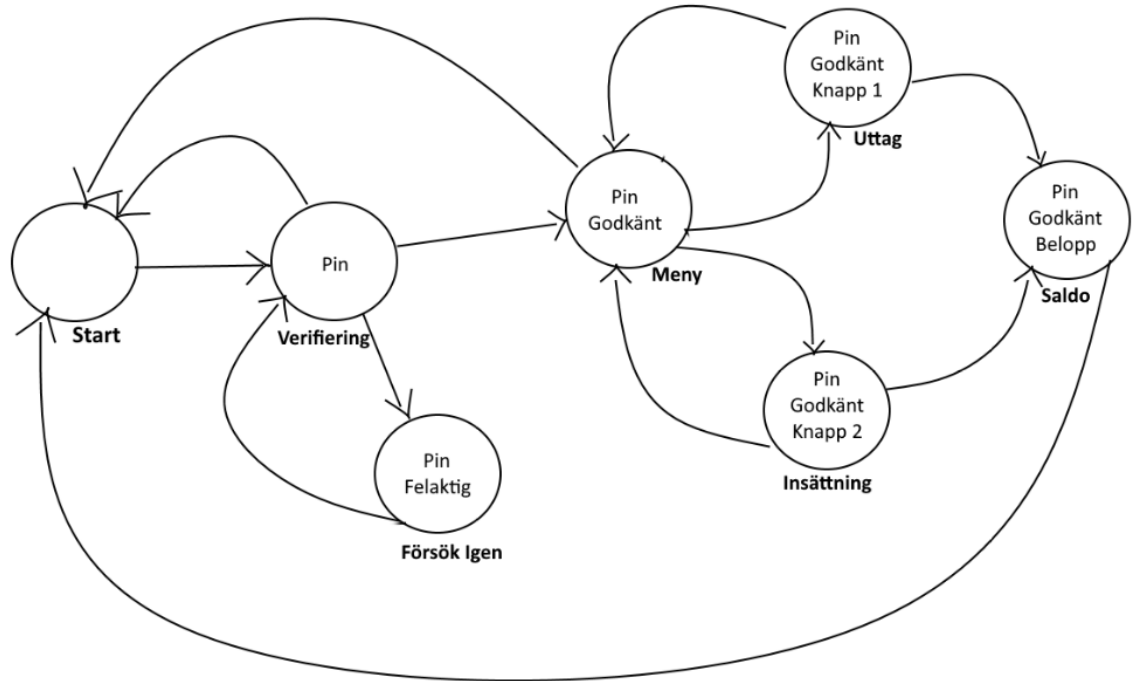 Start
Pin
Verifiering
Pin
Felaktig
Försök Igen
Pin
Godkänt
Meny
Pin
Godkänt
Knapp 1
Uttag
Pin
Godkänt
Knapp 2
Insättning
Pin
Godkänt
Belopp
Saldo